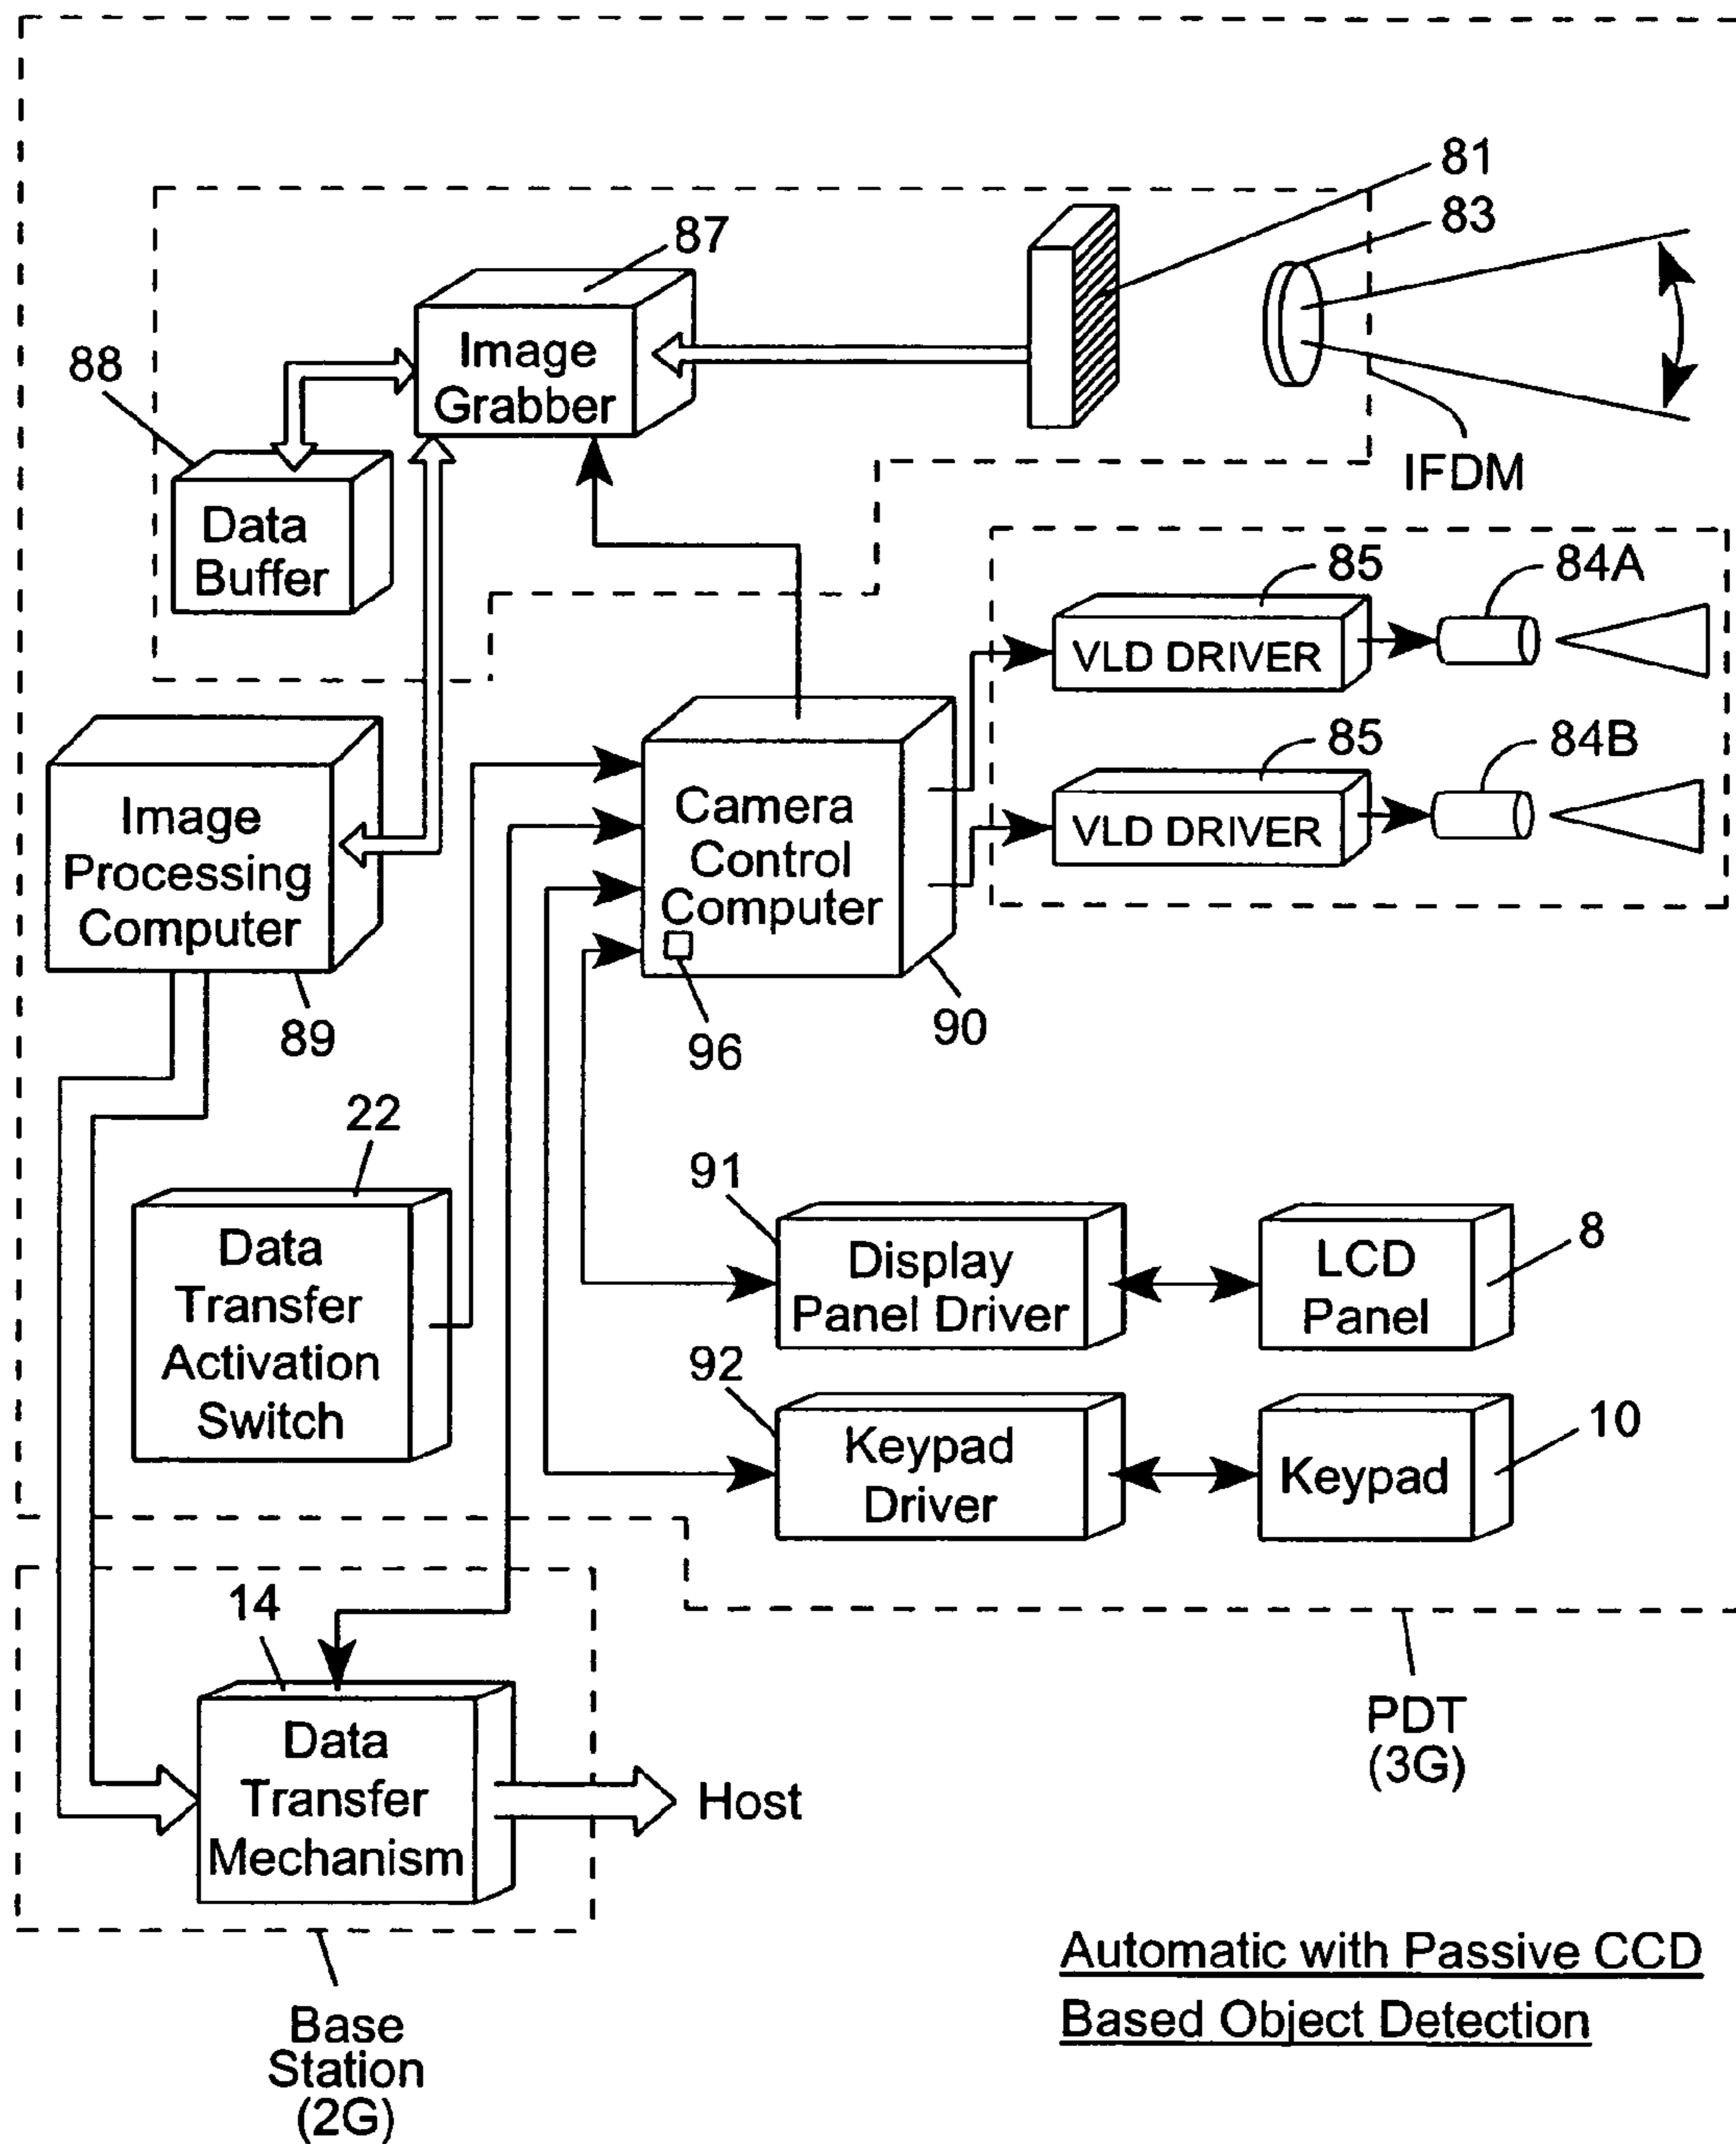 81
83
87
Image
Grabber
88
IFDM
Data
Buffer
85
84A
VLD DRIVER
85
84B
VLD DRIVER
Image
Processing
Computer
89
Camera
Control
Computer
96
90
22
Data
Transfer
Activation
Switch
91
Display
Panel Driver
LCD
Panel
8
92
Keypad
Driver
Keypad
10
14
Data
Transfer
Mechanism
Host
PDT
(3G)
Base
Station
(2G)
Automatic with Passive CCD
Based Object Detection